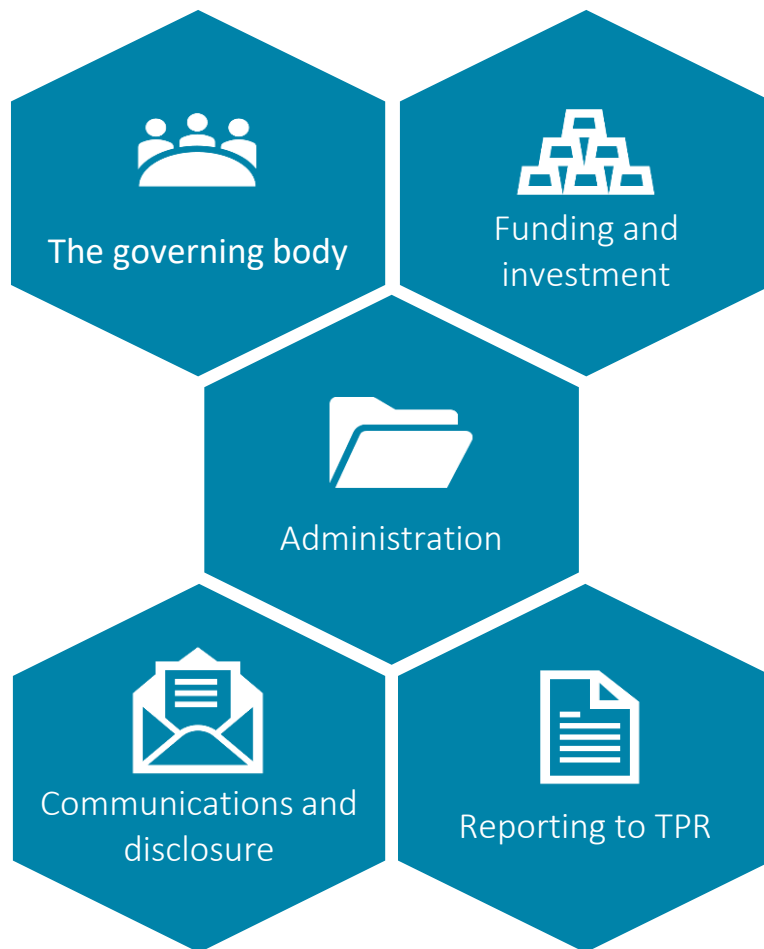 The governing body
Funding and
investment
Administration
Communications and
disclosure
Reporting to TPR